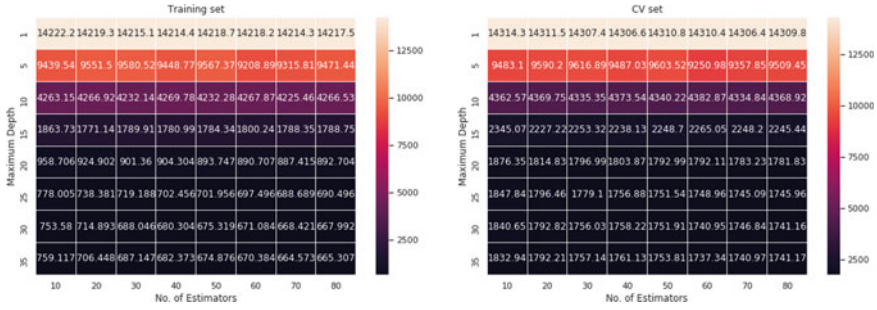 Training set
1 14222.2 14219.3 14215.1 14214.4 14218.7 14218.2 14214.3 14217.5
5 9439.54 9551.5 9580.52 9448.77 9567.37 9208.89 9315.81 9471.44
10 4263.15 4266.92 4232.14 4269.78 4232.28 4267.87 4225.46 4266.53
15 1863.73 1771.14 1789.91 1780.99 1784.34 1800.24 1788.35 1788.75
20 958.706 924.902 901.36 904.304 893.747 890.707 887.415 892.704
25 778.005 738.381 719.188 702.456 701.956 697.496 688.689 690.496
30 753.58 714.893 688.046 680.304 675.319 671.084 668.421 667.992
35 759.117 706.448 687.147 682.373 674.876 670.384 664.573 665.307
10 20 30 40 50 60 70 80
No. of Estimators
Maximum Depth
12500
10000
7500
5000
2500
CV set
1 14314.3 14311.5 14307.4 14306.6 14310.8 14310.4 14306.4 14309.8
5 9483.1 9590.2 9616.89 9487.03 9603.52 9250.98 9357.85 9509.45
10 4362.57 4369.75 4335.35 4373.54 4340.22 4382.87 4334.84 4368.92
15 2345.07 2227.22 2253.32 2238.13 2248.7 2265.05 2248.2 2245.44
20 1876.35 1814.83 1796.99 1803.87 1792.99 1792.11 1783.23 1781.83
25 1847.84 1796.46 1779.1 1756.88 1751.54 1748.96 1745.09 1745.96
30 1840.65 1792.82 1756.03 1758.22 1751.91 1740.95 1746.84 1741.16
35 1832.94 1792.21 1757.14 1761.13 1753.81 1737.34 1740.97 1741.17
10 20 30 40 50 60 70 80
No. of Estimators
Maximum Depth
12500
10000
7500
5000
2500